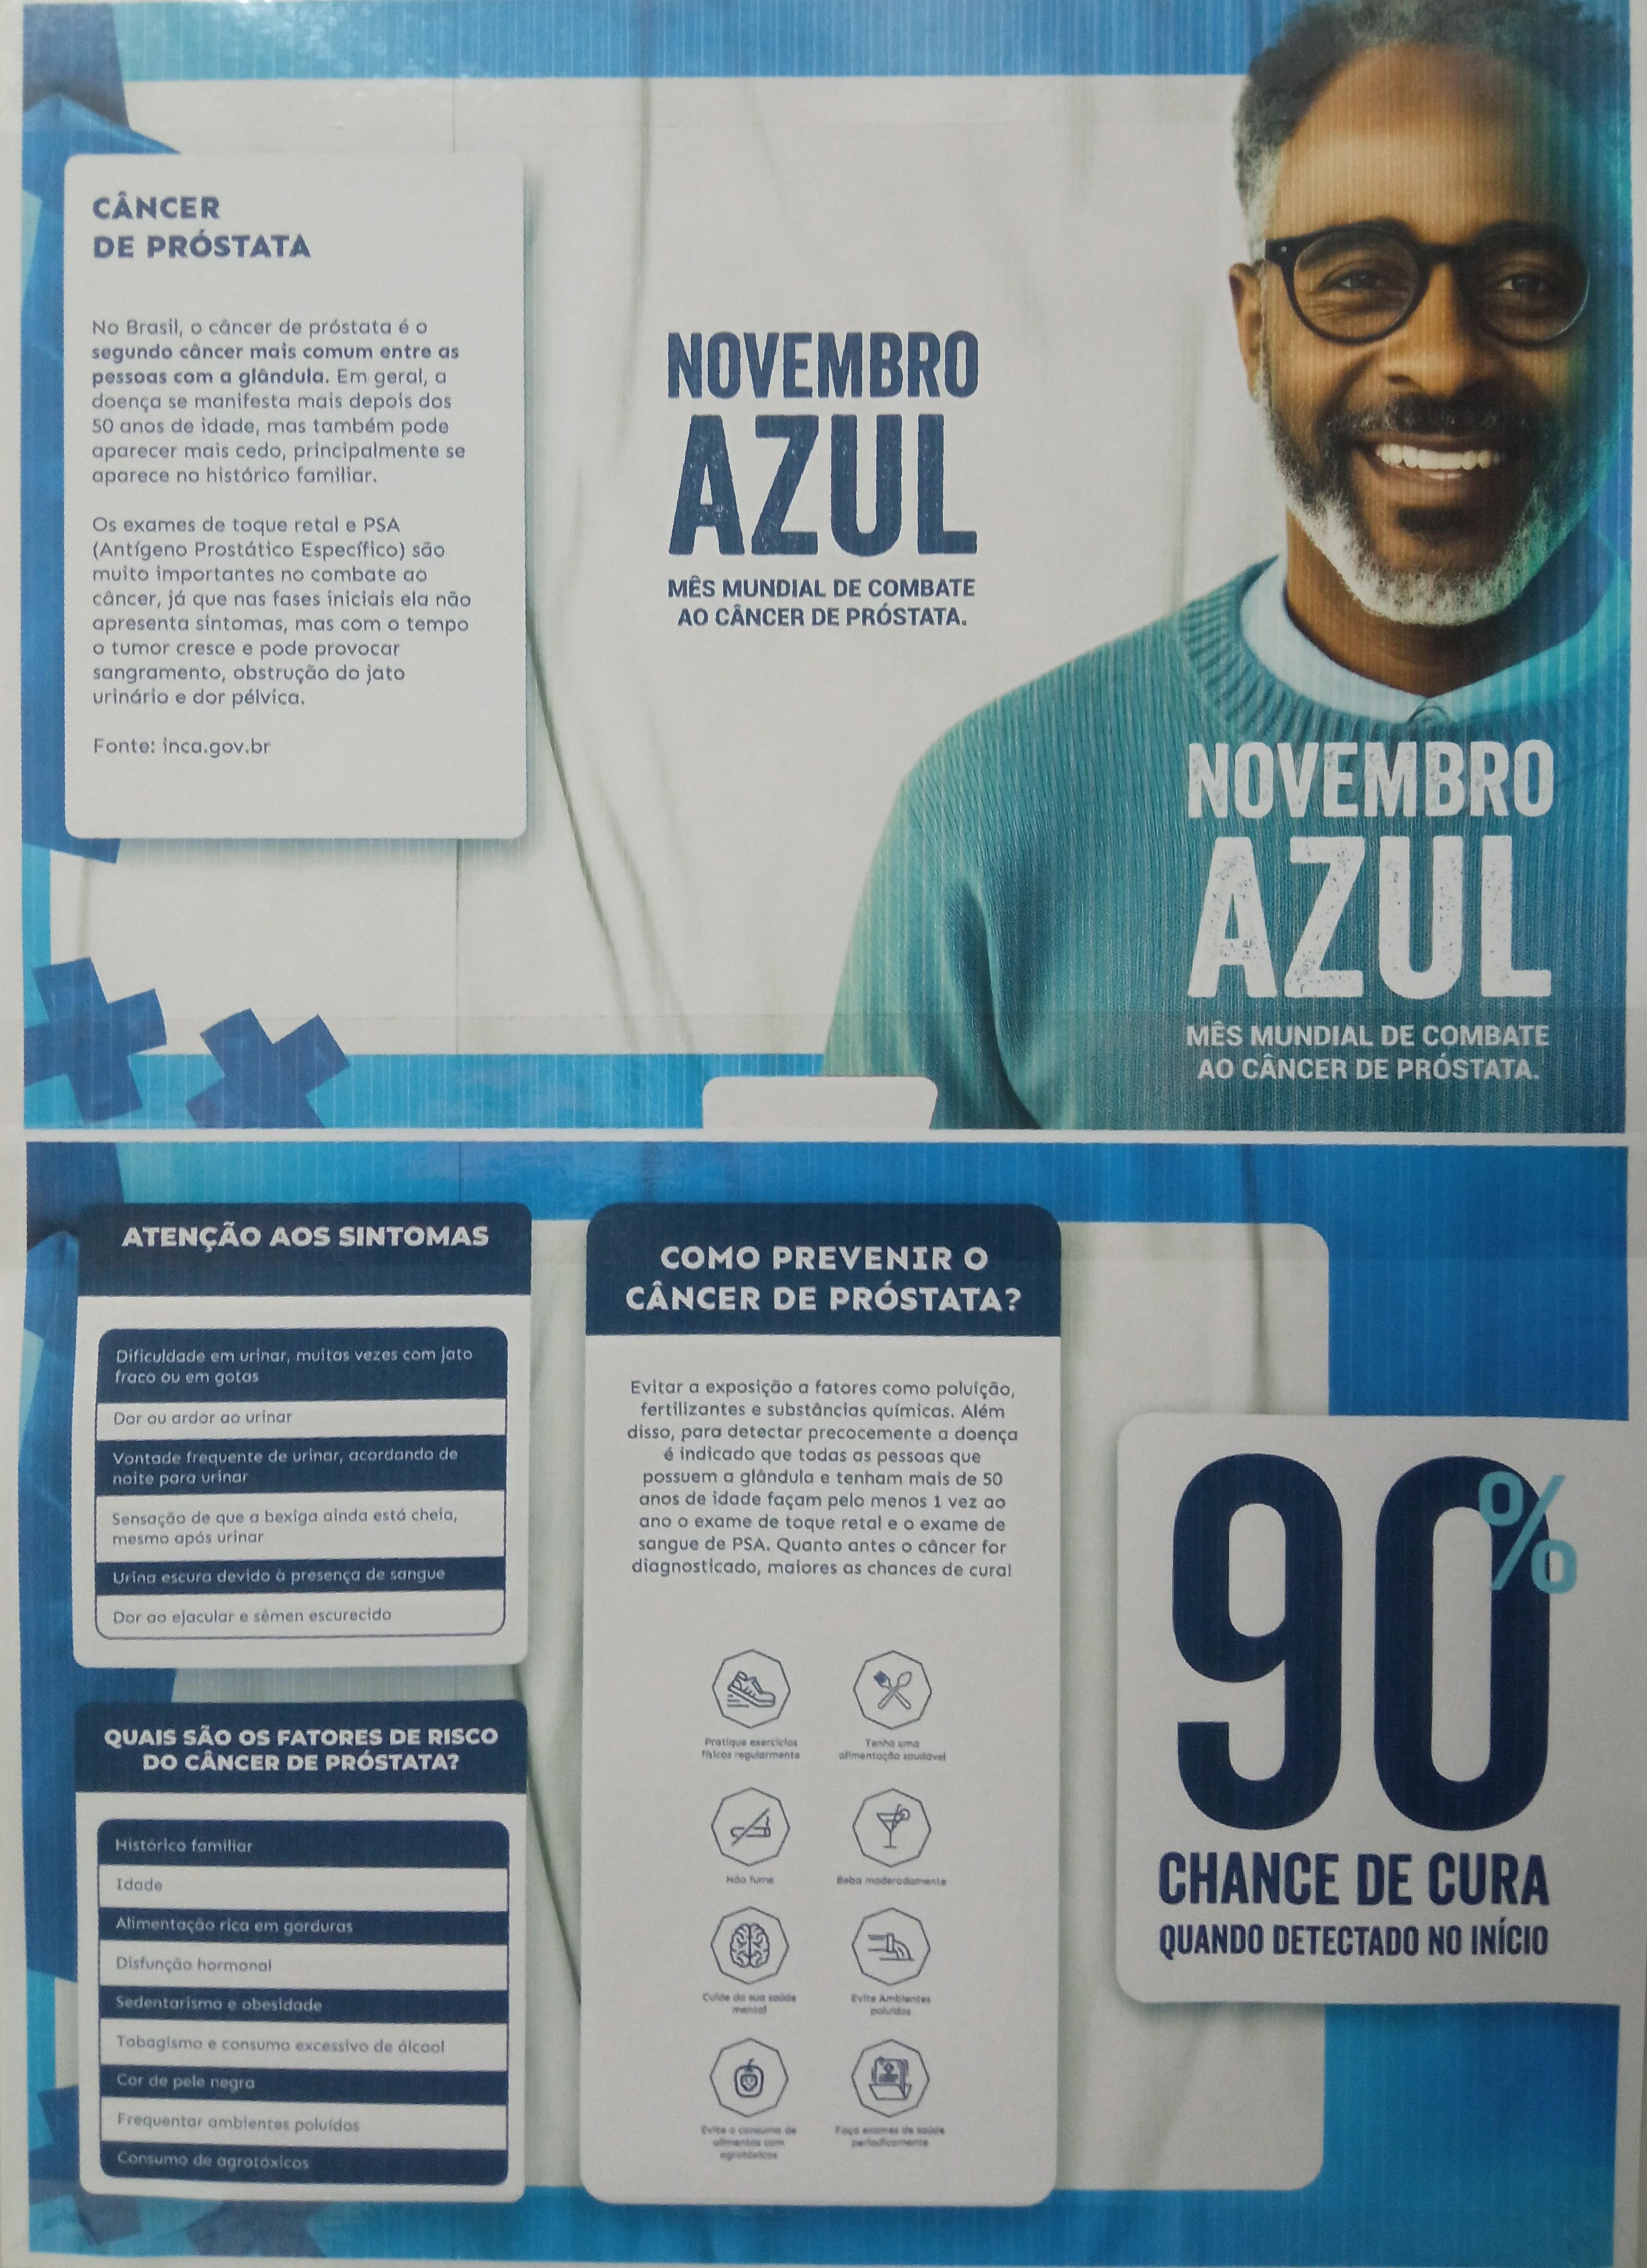 CÂNCER
DE PRÓSTATA
No Brasil, o câncer de próstata é o
segundo câncer mais comum entre as
pessoas com a glândula. Em geral, a
doença se manifesta mais depois dos
50 anos de idade, mas também pode
aparecer mais cedo, principalmente se
aparece no histórico familiar.
Os exames de toque retal e PSA
(Antígeno Prostático Específico) são
muito importantes no combate ao
câncer, já que nas fases iniciais ela não
apresenta sintomas, mas com o tempo
o tumor cresce e pode provocar
sangramento, obstrução do jato
urinário e dor pélvica.
Fonte: inca.gov.br
NOVEMBRO
AZUL
MÊS MUNDIAL DE COMBATE
AO CÂNCER DE PRÓSTATA.
NOVEMBRO
AZUL
MÊS MUNDIAL DE COMBATE
AO CÂNCER DE PRÓSTATA.
ATENÇÃO AOS SINTOMAS
Dificuldade em urinar, muitas vezes com jato
fraco ou em gotas
Dor ou ardor ao urinar
Vontade frequente de urinar, acordando de
noite para urinar
Sensação de que a bexiga ainda está cheia,
mesmo após urinar
Urina escura devido à presença de sangue
Dor ao ejacular e sêmen escurecido
QUAIS SÃO OS FATORES DE RISCO
DO CÂNCER DE PRÓSTATA?
Histórico familiar
Idade
Alimentação rica em gorduras
Disfunção hormonal
Sedentarismo e obesidade
Tabagismo e consumo excessivo de álcool
Cor de pele negra
Frequentar ambientes poluídos
Consumo de agrotóxicos
COMO PREVENIR O
CÂNCER DE PRÓSTATA?
Evitar a exposição a fatores como poluição,
fertilizantes e substâncias químicas. Além
disso, para detectar precocemente a doença
é indicado que todas as pessoas que
possuem a glândula e tenham mais de 50
anos de idade façam pelo menos 1 vez ao
ano o exame de toque retal e o exame de
sangue de PSA. Quanto antes o câncer for
diagnosticado, maiores as chances de cura!
Pratique exercícios
físicos regularmente
Tenha uma
alimentação saudável
Não fume
Beba moderadamente
Cuide da sua saúde
mental
Evite Ambientes
poluídos
Evite o consumo de
alimentos com
agrotóxicos
Faça exames de saúde
periodicamente
90%
CHANCE DE CURA
QUANDO DETECTADO NO INÍCIO